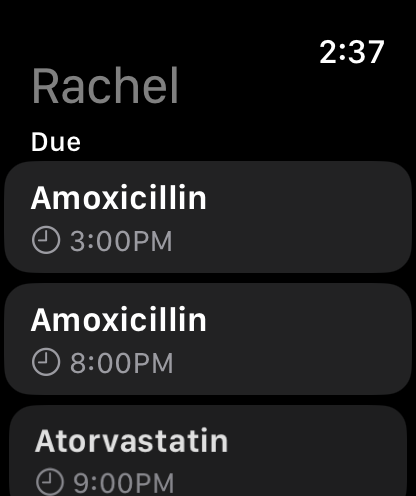 2:37
Rachel
Due
Amoxicillin
3:00PM
Amoxicillin
8:00PM
Atorvastatin
9:00PM